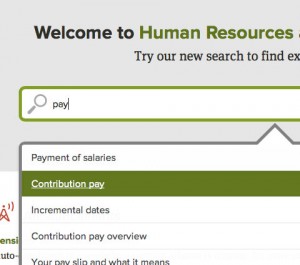 Welcome to Human Resources a
Try our new search to find ex
pay
Payment of salaries
Contribution pay
Incremental dates
Contribution pay overview
Your pay slip and what it means
ensi
uto-